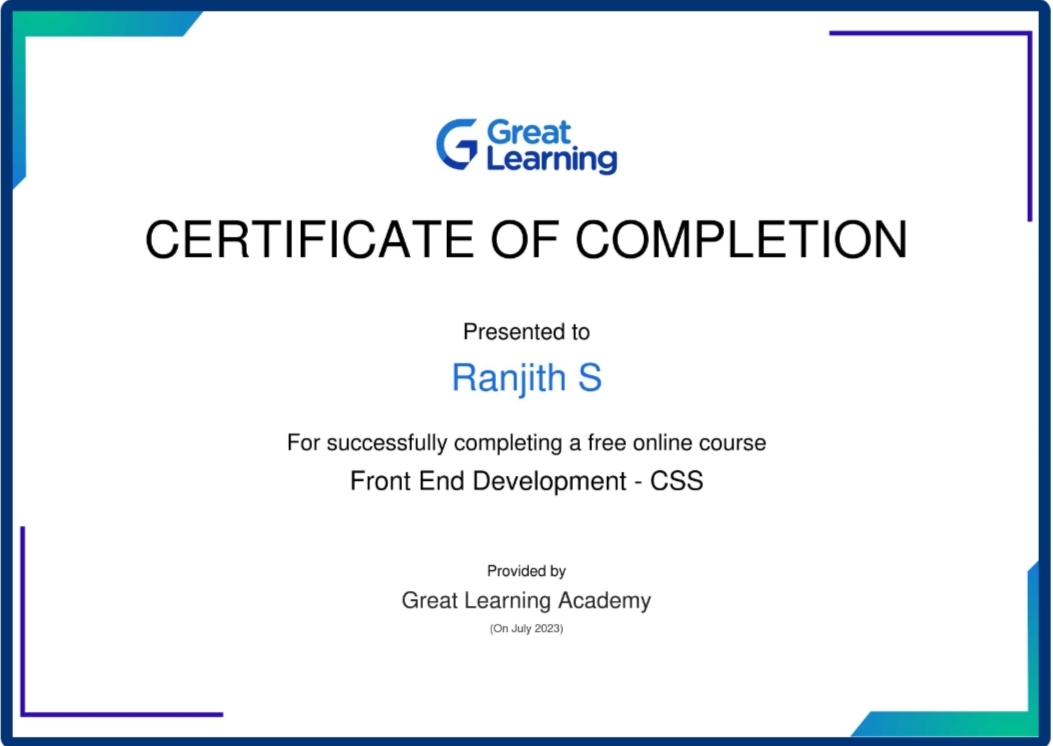 Great
Learning
CERTIFICATE OF COMPLETION
Presented to
Ranjith S
For successfully completing a free online course
Front End Development - CSS
Provided by
Great Learning Academy
(On July 2023)